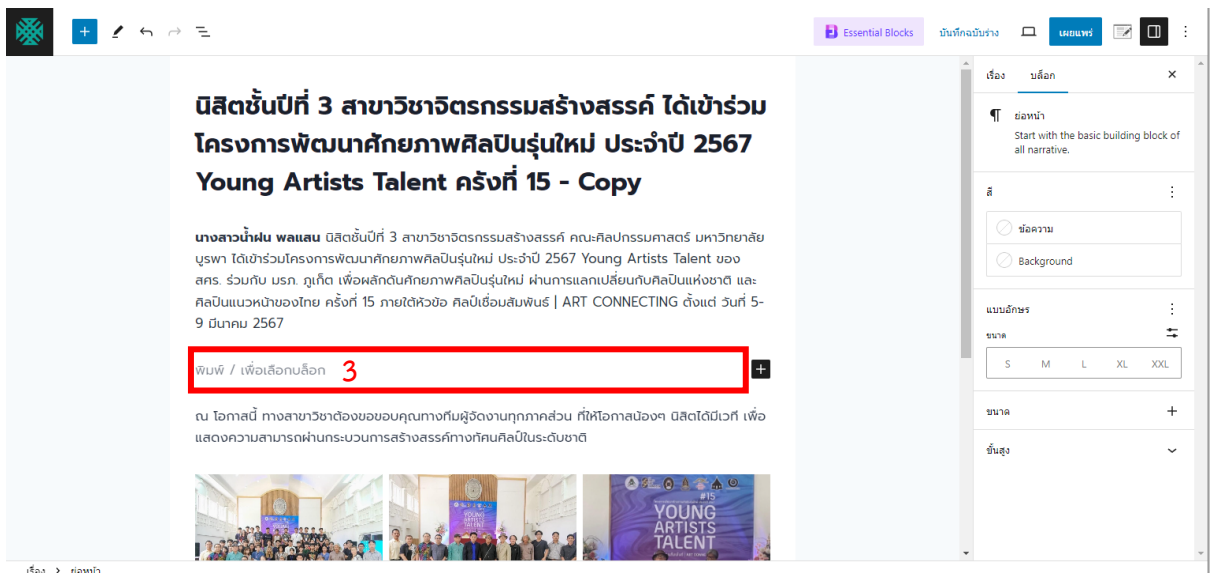 Essential Blocks
บันทึกฉบับร่าง
เผยแพร่
นิสิตชั้นปีที่ 3 สาขาวิชาจิตรกรรมสร้างสรรค์ ได้เข้าร่วม
โครงการพัฒนาศักยภาพศิลปินรุ่นใหม่ ประจำปี 2567
Young Artists Talent ครั้งที่ 15 - Copy
นางสาวน้ำฝน พลแสน นิสิตชั้นปีที่ 3 สาขาวิชาจิตรกรรมสร้างสรรค์ คณะศิลปกรรมศาสตร์ มหาวิทยาลัย
บูรพา ได้เข้าร่วมโครงการพัฒนาศักยภาพศิลปินรุ่นใหม่ ประจำปี 2567 Young Artists Talent ของ
สศร. ร่วมกับ มรภ. ภูเก็ต เพื่อผลักดันศักยภาพศิลปินรุ่นใหม่ ผ่านการแลกเปลี่ยนกับศิลปินแห่งชาติ และ
ศิลปินแนวหน้าของไทย ครั้งที่ 15 ภายใต้หัวข้อ ศิลป์เชื่อมสัมพันธ์ | ART CONNECTING ตั้งแต่ วันที่ 5-
9 มีนาคม 2567
พิมพ์ / เพื่อเลือกบล็อก 3
ณ โอกาสนี้ ทางสาขาวิชาต้องขอขอบคุณทางทีมผู้จัดงานทุกภาคส่วน ที่ให้โอกาสน้องๆ นิสิตได้มีเวที เพื่อ
แสดงความสามารถผ่านกระบวนการสร้างสรรค์ทางทัศนศิลป์ในระดับชาติ
YOUNG
ARTISTS
TALENT
#15
YOUNG
ARTISTS
TALENT
เรื่อง บล็อก
ย่อหน้า
Start with the basic building block of
all narrative.
สี
ข้อความ
Background
แบบอักษร
ขนาด
S M L XL XXL
ขนาด
ขั้นสูง
เรื่อง > ย่อหน้า